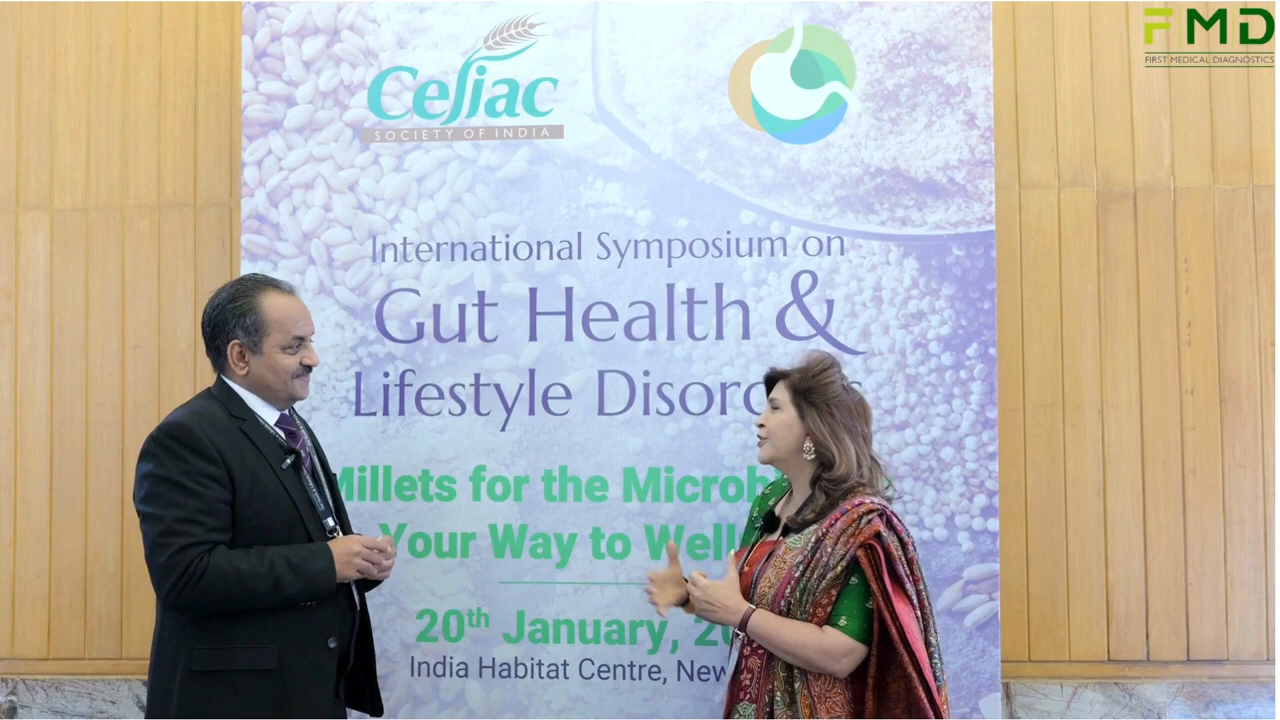 FMD
FIRST MEDICAL DIAGNOSTICS
Celiac
SOCIETY OF INDIA
International Symposium on
Gut Health &
Lifestyle
Millets for the
Your Way to
20th January,
India Habitat Centre, New